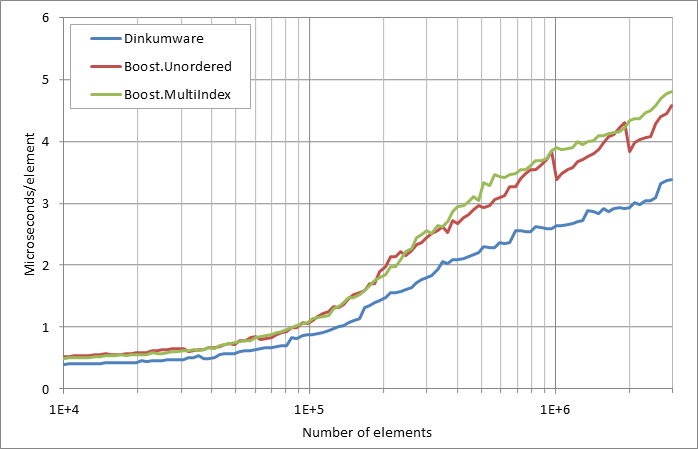 6
5
4
3
2
1
0
Microseconds/element
Dinkumware
Boost.Unordered
Boost.MultiIndex
1E+4
1E+5
1E+6
Number of elements